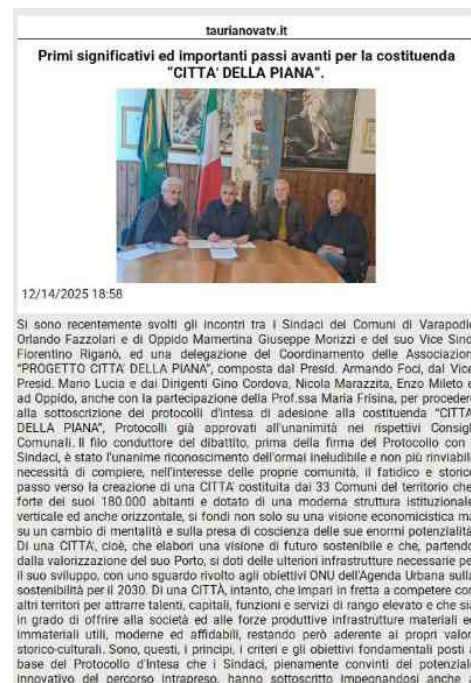 taurianovatv.it
Primi significativi ed importanti passi avanti per la costituenda
"CITTA' DELLA PIANA".
12/14/2025 18:58
Si sono recentemente svolti gli incontri tra i Sindaci dei Comuni di Varapodio
Orlando Fazzolari e di Oppido Mamertina Giuseppe Morizzi e del suo Vice Sind
Fiorentino Riganò, ed una delegazione del Coordinamento delle Associazion
"PROGETTO CITTA' DELLA PIANA", composta dal Presid. Armando Foci, dal Vice
Presid. Mario Lucia e dai Dirigenti Gino Cordova, Nicola Marazzita, Enzo Mileto e
ad Oppido, anche con la partecipazione della Prof.ssa Maria Frisina, per procedere
alla sottoscrizione dei protocolli d'intesa di adesione alla costituenda "CITTA'
DELLA PIANA", Protocolli già approvati all'unanimità nei rispettivi Consigl
Comunali. Il filo conduttore del dibattito, prima della firma del Protocollo con i
Sindaci, è stato l'unanime riconoscimento dell'ormai ineludibile e non più rinviabile
necessità di compiere, nell'interesse delle proprie comunità, il fatidico e storico
passo verso la creazione di una CITTA' costituita dai 33 Comuni del territorio che
forte dei suoi 180.000 abitanti e dotato di una moderna struttura istituzionale
verticale ed anche orizzontale, si fondi non solo su una visione economicistica ma
su un cambio di mentalità e sulla presa di coscienza delle sue enormi potenzialità.
Di una CITTA', cioè, che elabori una visione di futuro sostenibile e che, partendo
dalla valorizzazione del suo Porto, si doti delle ulteriori infrastrutture necessarie per
il suo sviluppo, con uno sguardo rivolto agli obiettivi ONU dell'Agenda Urbana sulla
sostenibilità per il 2030. Di una CITTÀ, intanto, che impari in fretta a competere con
altri territori per attrarre talenti, capitali, funzioni e servizi di rango elevato e che sia
in grado di offrire alla società ed alle forze produttive infrastrutture materiali ed
immateriali utili, moderne ed affidabili, restando però aderente ai propri valori
storico-culturali. Sono, questi, i principi, i criteri e gli obiettivi fondamentali posti a
base del Protocollo d'Intesa che i Sindaci, pienamente convinti del potenziale
innovativo del percorso intrapreso, hanno sottoscritto impegnandosi anche